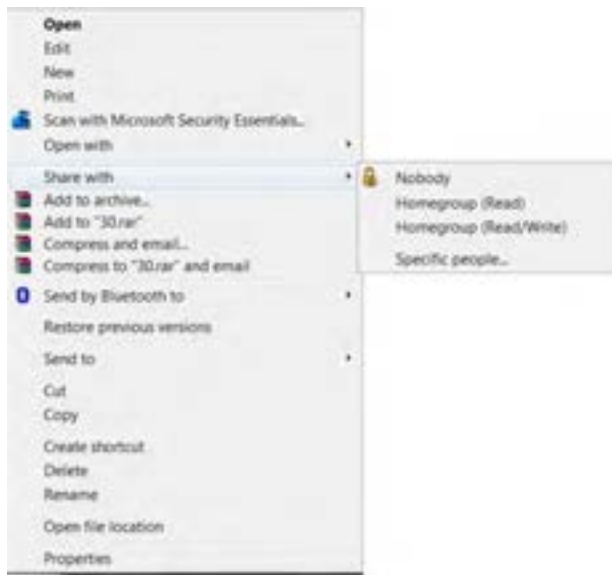 Open
Edit
New
Print
Scan with Microsoft Security Essentials...
Open with
Share with
Add to archive...
Add to "30.rar"
Compress and email...
Compress to "30.rar" and email
Send by Bluetooth to
Restore previous versions
Send to
Cut
Copy
Create shortcut
Delete
Rename
Open file location
Properties
Nobody
Homegroup (Read)
Homegroup (Read/Write)
Specific people...